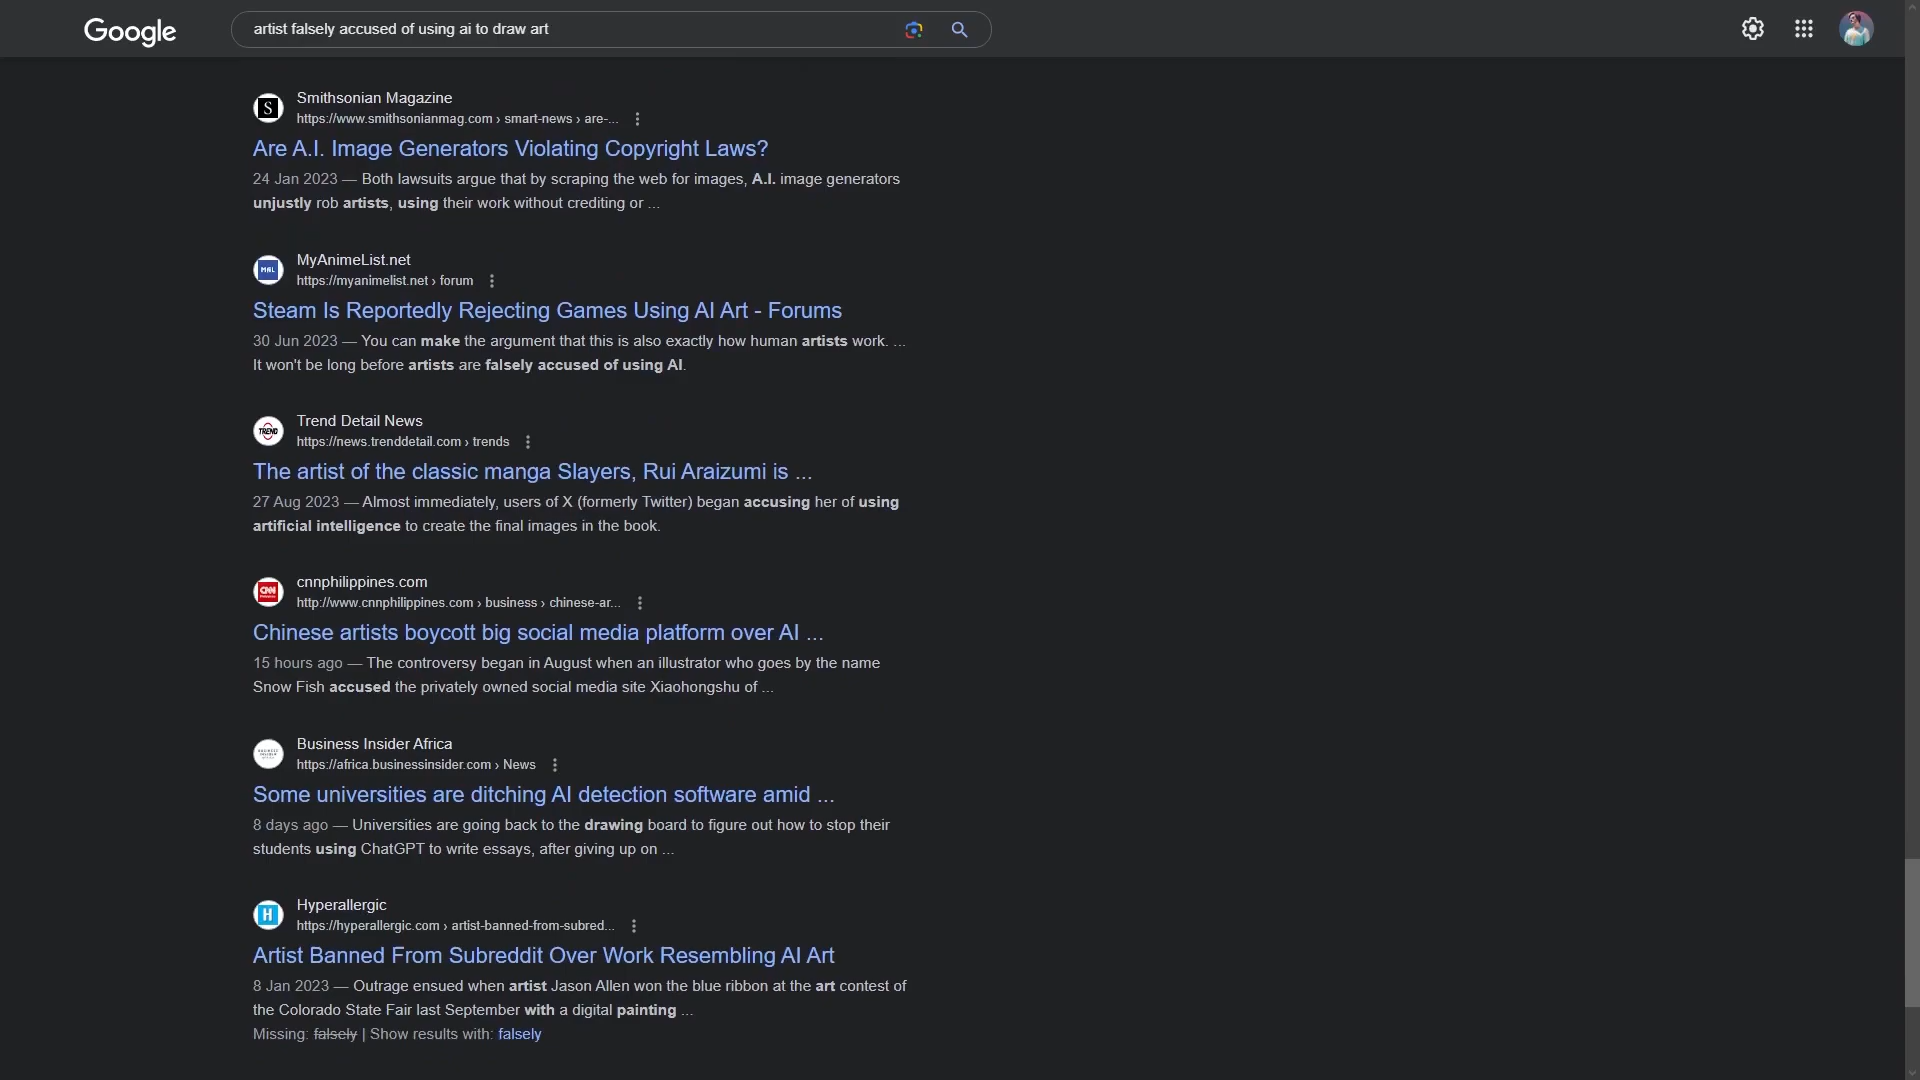 Google
artist falsely accused of using ai to draw art
S
Smithsonian Magazine
https://www.smithsonianmag.com › smart-news › are-...
Are A.I. Image Generators Violating Copyright Laws?
24 Jan 2023 — Both lawsuits argue that by scraping the web for images, A.I. image generators
unjustly rob artists, using their work without crediting or ...
MAL
MyAnimeList.net
https://myanimelist.net › forum
Steam Is Reportedly Rejecting Games Using AI Art - Forums
30 Jun 2023 — You can make the argument that this is also exactly how human artists work. ...
It won't be long before artists are falsely accused of using AI.
TREND
Trend Detail News
https://news.trenddetail.com › trends
The artist of the classic manga Slayers, Rui Araizumi is ...
27 Aug 2023 — Almost immediately, users of X (formerly Twitter) began accusing her of using
artificial intelligence to create the final images in the book.
CNN
cnnphilippines.com
http://www.cnnphilippines.com › business › chinese-ar...
Chinese artists boycott big social media platform over AI ...
15 hours ago — The controversy began in August when an illustrator who goes by the name
Snow Fish accused the privately owned social media site Xiaohongshu of ...
Business Insider Africa
https://africa.businessinsider.com › News
Some universities are ditching AI detection software amid ...
8 days ago — Universities are going back to the drawing board to figure out how to stop their
students using ChatGPT to write essays, after giving up on ...
H
Hyperallergic
https://hyperallergic.com › artist-banned-from-subred...
Artist Banned From Subreddit Over Work Resembling AI Art
8 Jan 2023 — Outrage ensued when artist Jason Allen won the blue ribbon at the art contest of
the Colorado State Fair last September with a digital painting ...
Missing: falsely | Show results with: falsely